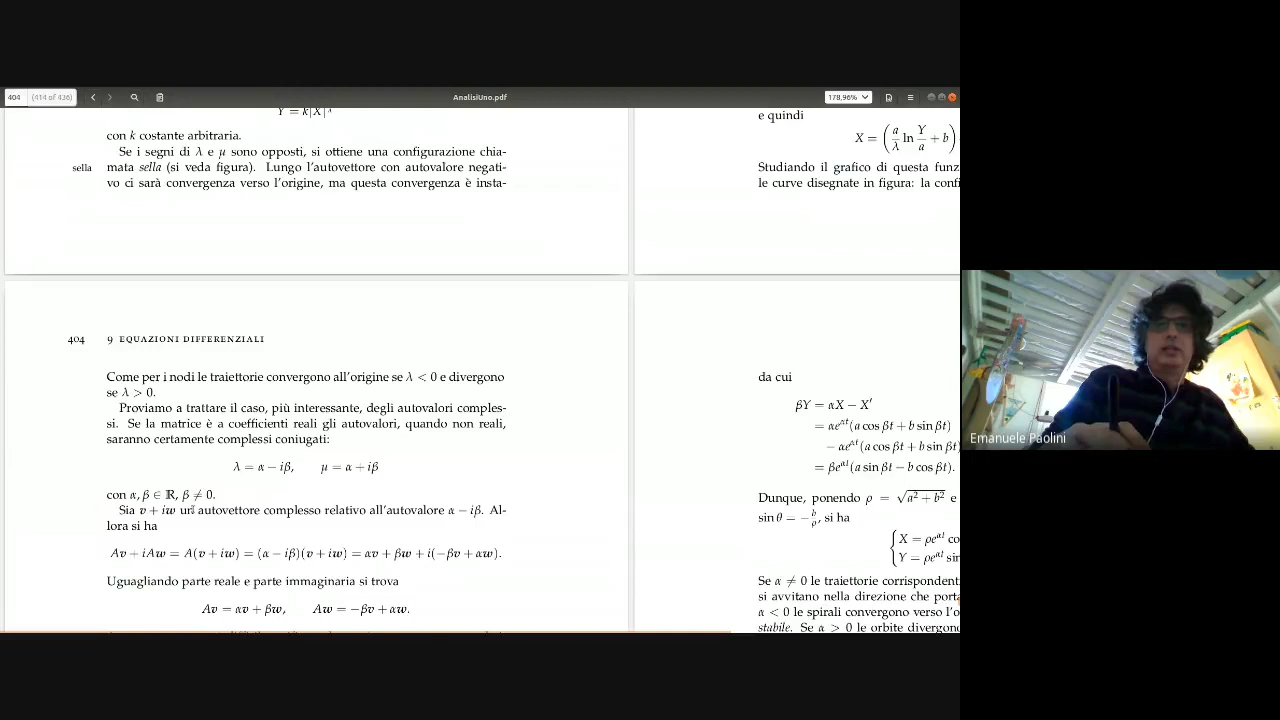 404 (414 of 436)
AnalisiUno.pdf
178,96%
Y = k|X|
con k costante arbitraria.
Se i segni di λ e μ sono opposti, si ottiene una configurazione chia-
sella
mata sella (si veda figura). Lungo l'autovettore con autovalore negati-
vo ci sarà convergenza verso l'origine, ma questa convergenza è insta-
e quindi
X = (a/λ ln Y/a + b)
Studiando il grafico di questa funz
le curve disegnate in figura: la confi
404 9 EQUAZIONI DIFFERENZIALI
Come per i nodi le traiettorie convergono all'origine se λ < 0 e divergono
se λ > 0.
Proviamo a trattare il caso, più interessante, degli autovalori comples-
si. Se la matrice è a coefficienti reali gli autovalori, quando non reali,
saranno certamente complessi coniugati:
λ = α − iβ, μ = α + iβ
con α, β ∈ ℝ, β ≠ 0.
Sia v + iw un autovettore complesso relativo all'autovalore α − iβ. Al-
lora si ha
Av + iAw = A(v + iw) = (α − iβ)(v + iw) = αv + βw + i(−βv + αw).
Uguagliando parte reale e parte immaginaria si trova
Av = αv + βw, Aw = −βv + αw.
da cui
βY = αX − X′
= αe^{αt}(a cos βt + b sin βt)
− αe^{αt}(a cos βt + b sin βt)
= βe^{αt}(a sin βt − b cos βt).
Dunque, ponendo ρ = √(a² + b²) e
sin θ = −b/ρ, si ha
{X = ρe^{αt} co
Y = ρe^{αt} sin
Se α ≠ 0 le traiettorie corrispondent
si avvitano nella direzione che porta
α < 0 le spirali convergono verso l'o
stabile. Se α > 0 le orbite divergono
Emanuele Paolini